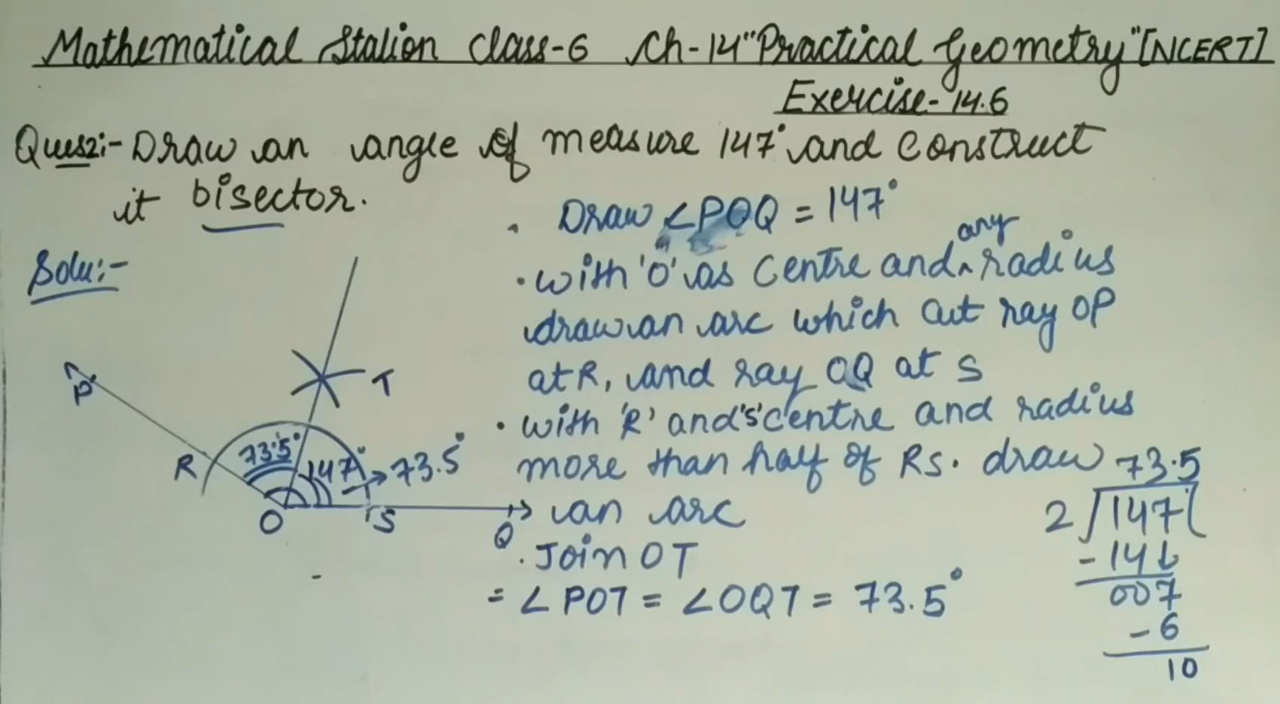 Mathematical Stalion Class-6 Ch-14 "Practical Geometry" [NCERT]
Exercise-14.6
Ques2:- Draw an angle of measure 147° and construct
it bisector.
Solu:-
• Draw ∠POQ = 147°
any
• with 'O' as centre and ^ radius
draw an arc which cut ray OP
at R, and ray OQ at S
• with 'R' and 'S' centre and radius
more than half of RS. draw
an arc
• Join OT
= ∠POT = ∠OQT = 73.5°
P
T
R
73.5°
147°
73.5°
O
S
Q
73.5
2 147
-14
007
-6
10